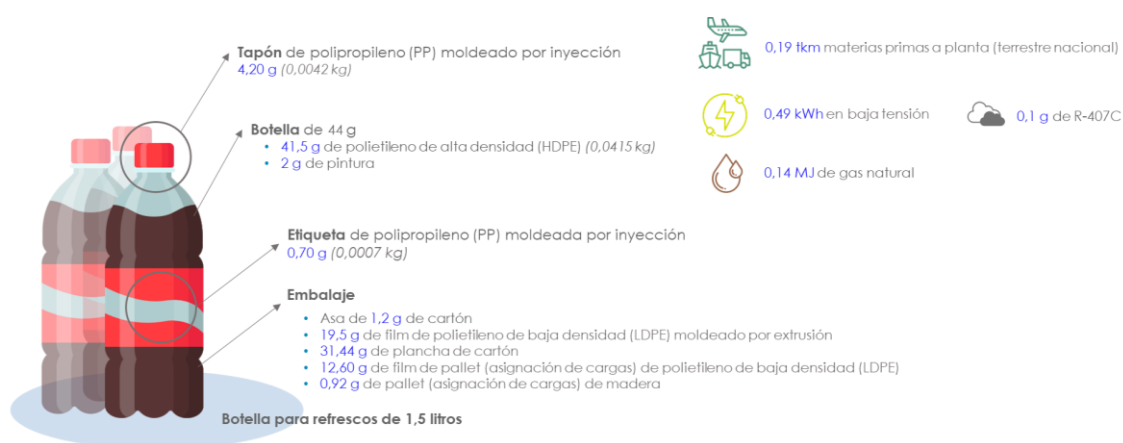 Tapón de polipropileno (PP) moldeado por inyección
4,20 g (0,0042 kg)
Botella de 44 g
• 41,5 g de polietileno de alta densidad (HDPE) (0,0415 kg)
• 2 g de pintura
Etiqueta de polipropileno (PP) moldeada por inyección
0,70 g (0,0007 kg)
Embalaje
• Asa de 1,2 g de cartón
• 19,5 g de film de polietileno de baja densidad (LDPE) moldeado por extrusión
• 31,44 g de plancha de cartón
• 12,60 g de film de pallet (asignación de cargas) de polietileno de baja densidad (LDPE)
• 0,92 g de pallet (asignación de cargas) de madera
Botella para refrescos de 1,5 litros
0,19 tkm materias primas a planta (terrestre nacional)
0,49 kWh en baja tensión
0,1 g de R-407C
0,14 MJ de gas natural